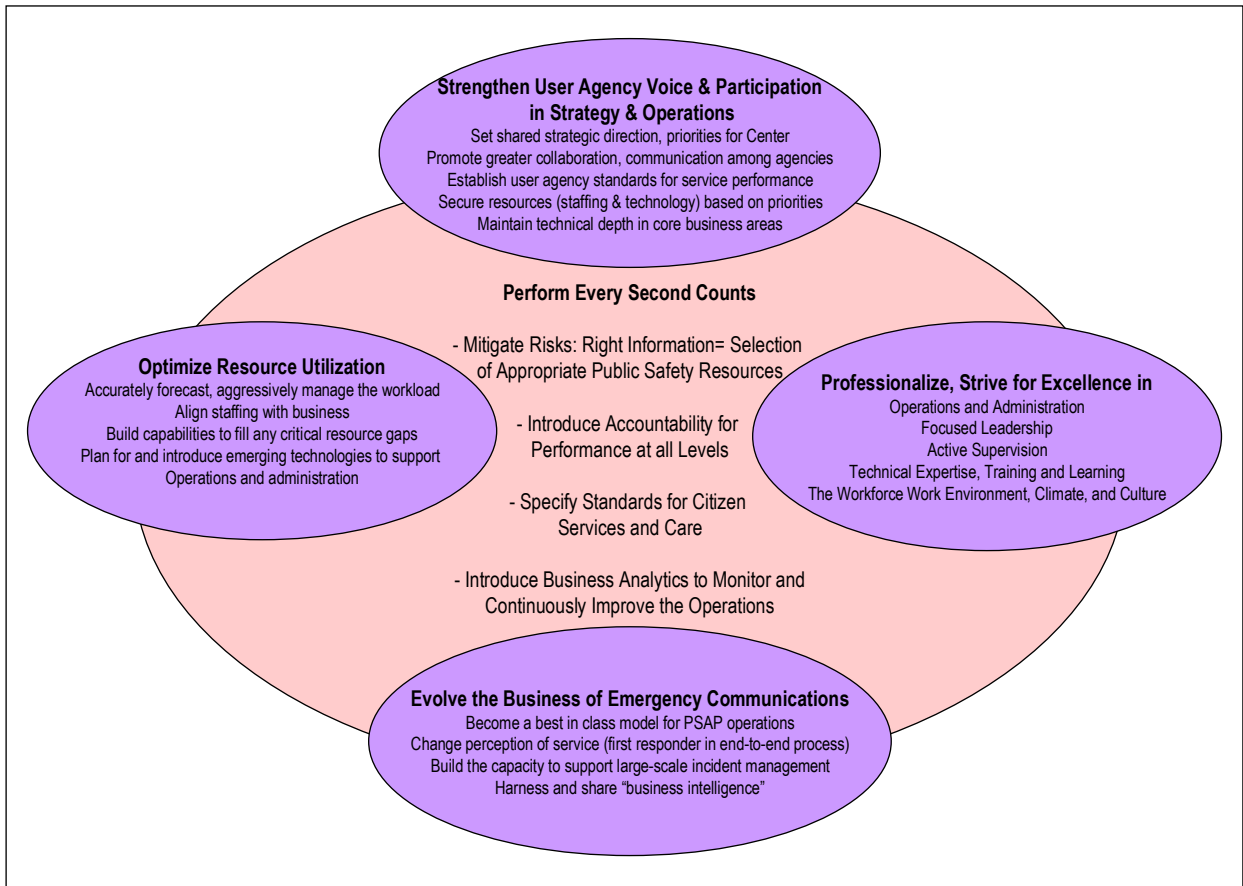 Strengthen User Agency Voice & Participation
in Strategy & Operations
Set shared strategic direction, priorities for Center
Promote greater collaboration, communication among agencies
Establish user agency standards for service performance
Secure resources (staffing & technology) based on priorities
Maintain technical depth in core business areas
Perform Every Second Counts
- Mitigate Risks: Right Information= Selection
of Appropriate Public Safety Resources
- Introduce Accountability for
Performance at all Levels
- Specify Standards for Citizen
Services and Care
- Introduce Business Analytics to Monitor and
Continuously Improve the Operations
Optimize Resource Utilization
Accurately forecast, aggressively manage the workload
Align staffing with business
Build capabilities to fill any critical resource gaps
Plan for and introduce emerging technologies to support
Operations and administration
Professionalize, Strive for Excellence in
Operations and Administration
Focused Leadership
Active Supervision
Technical Expertise, Training and Learning
The Workforce Work Environment, Climate, and Culture
Evolve the Business of Emergency Communications
Become a best in class model for PSAP operations
Change perception of service (first responder in end-to-end process)
Build the capacity to support large-scale incident management
Harness and share “business intelligence”